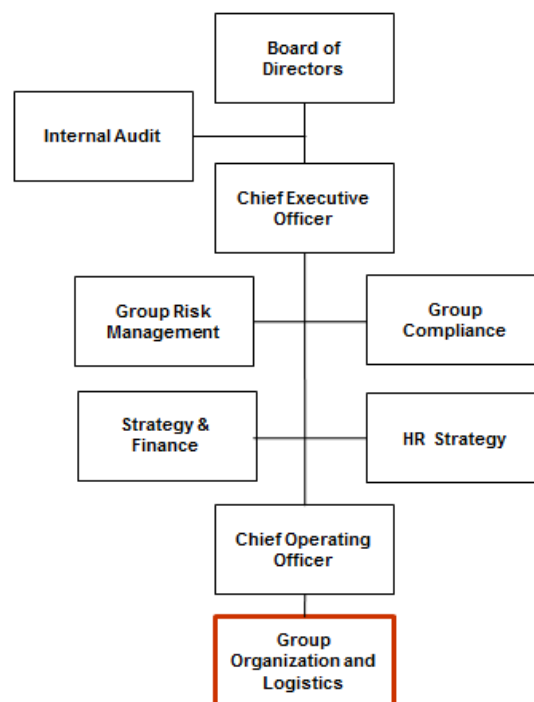 Board of
Directors
Internal Audit
Chief Executive
Officer
Group Risk
Management
Group
Compliance
Strategy &
Finance
HR Strategy
Chief Operating
Officer
Group
Organization and
Logistics